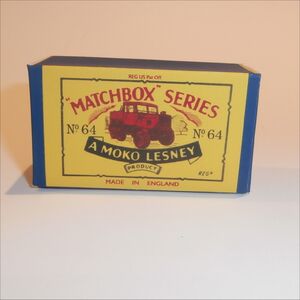 REG US Pat Off
"MATCHBOX" SERIES
Nº 64 Nº 64
A MOKO LESNEY
PRODUCT
REGD
MADE IN ENGLAND